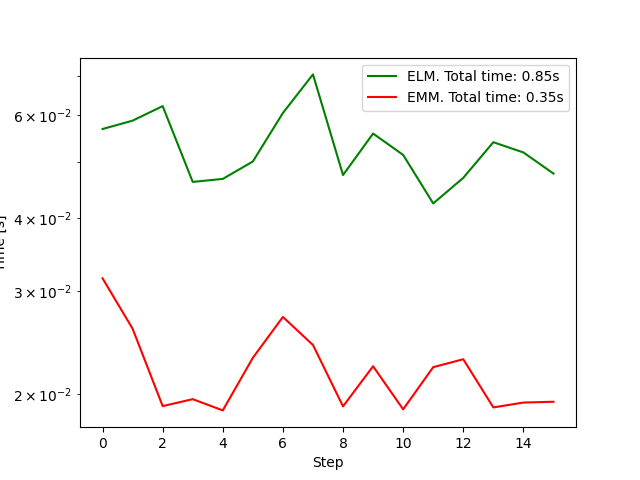 ELM. Total time: 0.85s
EMM. Total time: 0.35s
6 × 10⁻²
4 × 10⁻²
3 × 10⁻²
2 × 10⁻²
Time [s]
0 2 4 6 8 10 12 14
Step